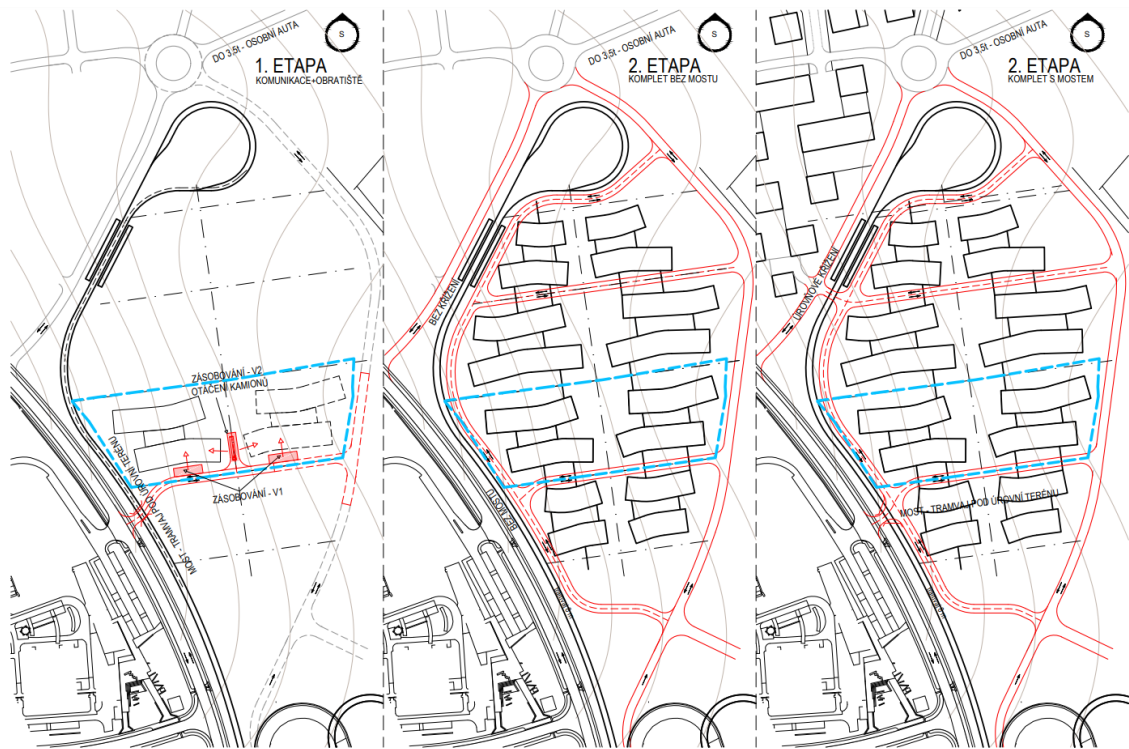 DO 3,5t - OSOBNÍ AUTA
S
1. ETAPA
KOMUNIKACE+OBRATIŠTĚ
ZÁSOBOVÁNÍ - V2
OTÁČENÍ KAMIONŮ
ZÁSOBOVÁNÍ - V1
MOST - TRAMVAJ POD ÚROVNÍ TERÉNU
DO 3,5t - OSOBNÍ AUTA
S
2. ETAPA
KOMPLET BEZ MOSTU
BEZ KŘÍŽENÍ
BEZ MOSTU
DO 3,5t - OSOBNÍ AUTA
S
2. ETAPA
KOMPLET S MOSTEM
ÚROVŇOVÉ KŘÍŽENÍ
MOST - TRAMVAJ POD ÚROVNÍ TERÉNU